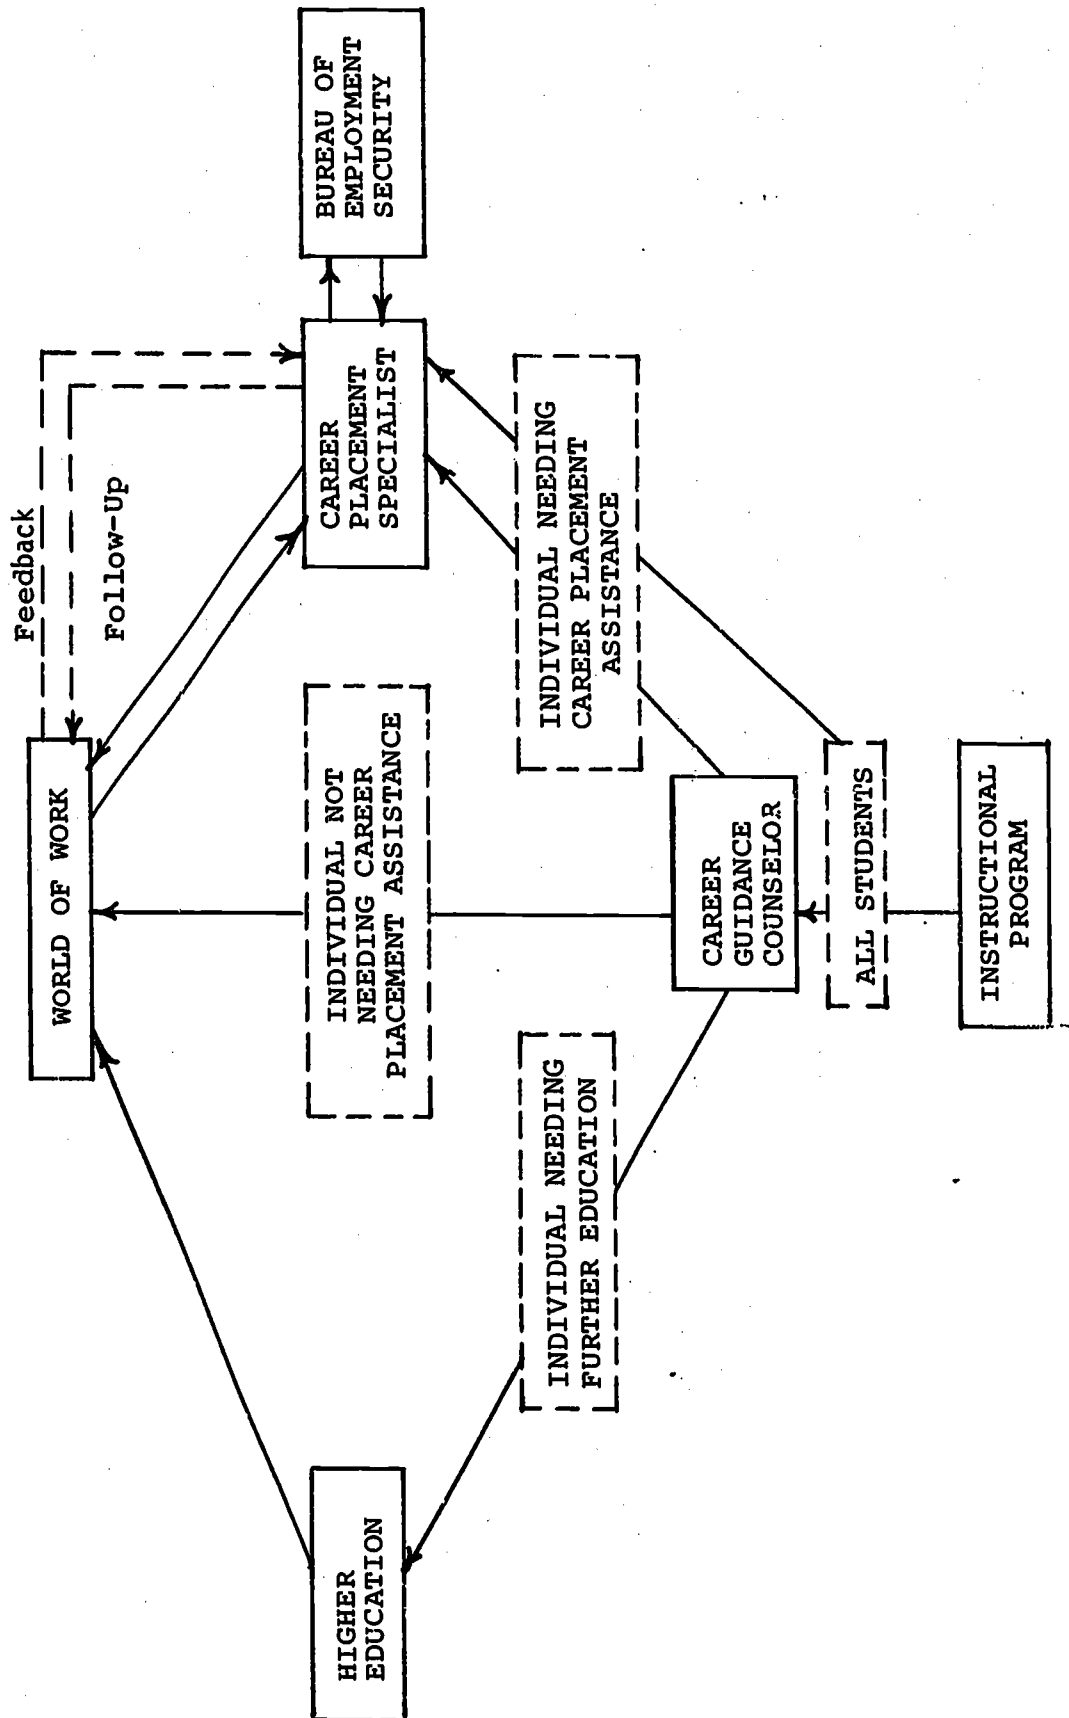 WORLD OF WORK
Feedback
Follow-Up
HIGHER
EDUCATION
INDIVIDUAL NOT
NEEDING CAREER
PLACEMENT ASSISTANCE
CAREER
PLACEMENT
SPECIALIST
BUREAU OF
EMPLOYMENT
SECURITY
INDIVIDUAL NEEDING
FURTHER EDUCATION
INDIVIDUAL NEEDING
CAREER PLACEMENT
ASSISTANCE
CAREER
GUIDANCE
COUNSELOR
ALL STUDENTS
INSTRUCTIONAL
PROGRAM